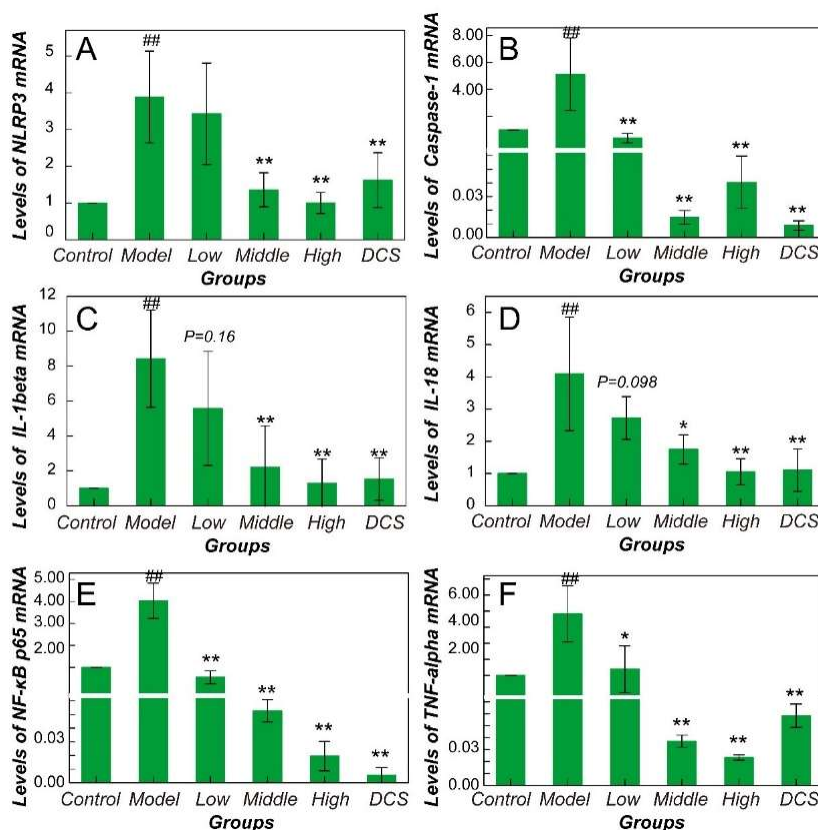 A
Levels of NLRP3 mRNA
5
4
3
2
1
0
##
**
**
**
Control Model Low Middle High DCS
Groups
B
Levels of Caspase-1 mRNA
8.00
4.00
0.03
0.00
##
**
**
**
**
Control Model Low Middle High DCS
Groups
C
Levels of IL-1beta mRNA
12
10
8
6
4
2
0
##
P=0.16
**
**
**
Control Model Low Middle High DCS
Groups
D
Levels of IL-18 mRNA
6
5
4
3
2
1
0
##
P=0.098
*
**
**
Control Model Low Middle High DCS
Groups
E
Levels of NF-κB p65 mRNA
5.00
4.00
3.00
2.00
0.03
0.00
##
**
**
**
**
Control Model Low Middle High DCS
Groups
F
Levels of TNF-alpha mRNA
6.00
4.00
2.00
0.03
0.00
##
*
**
**
**
Control Model Low Middle High DCS
Groups